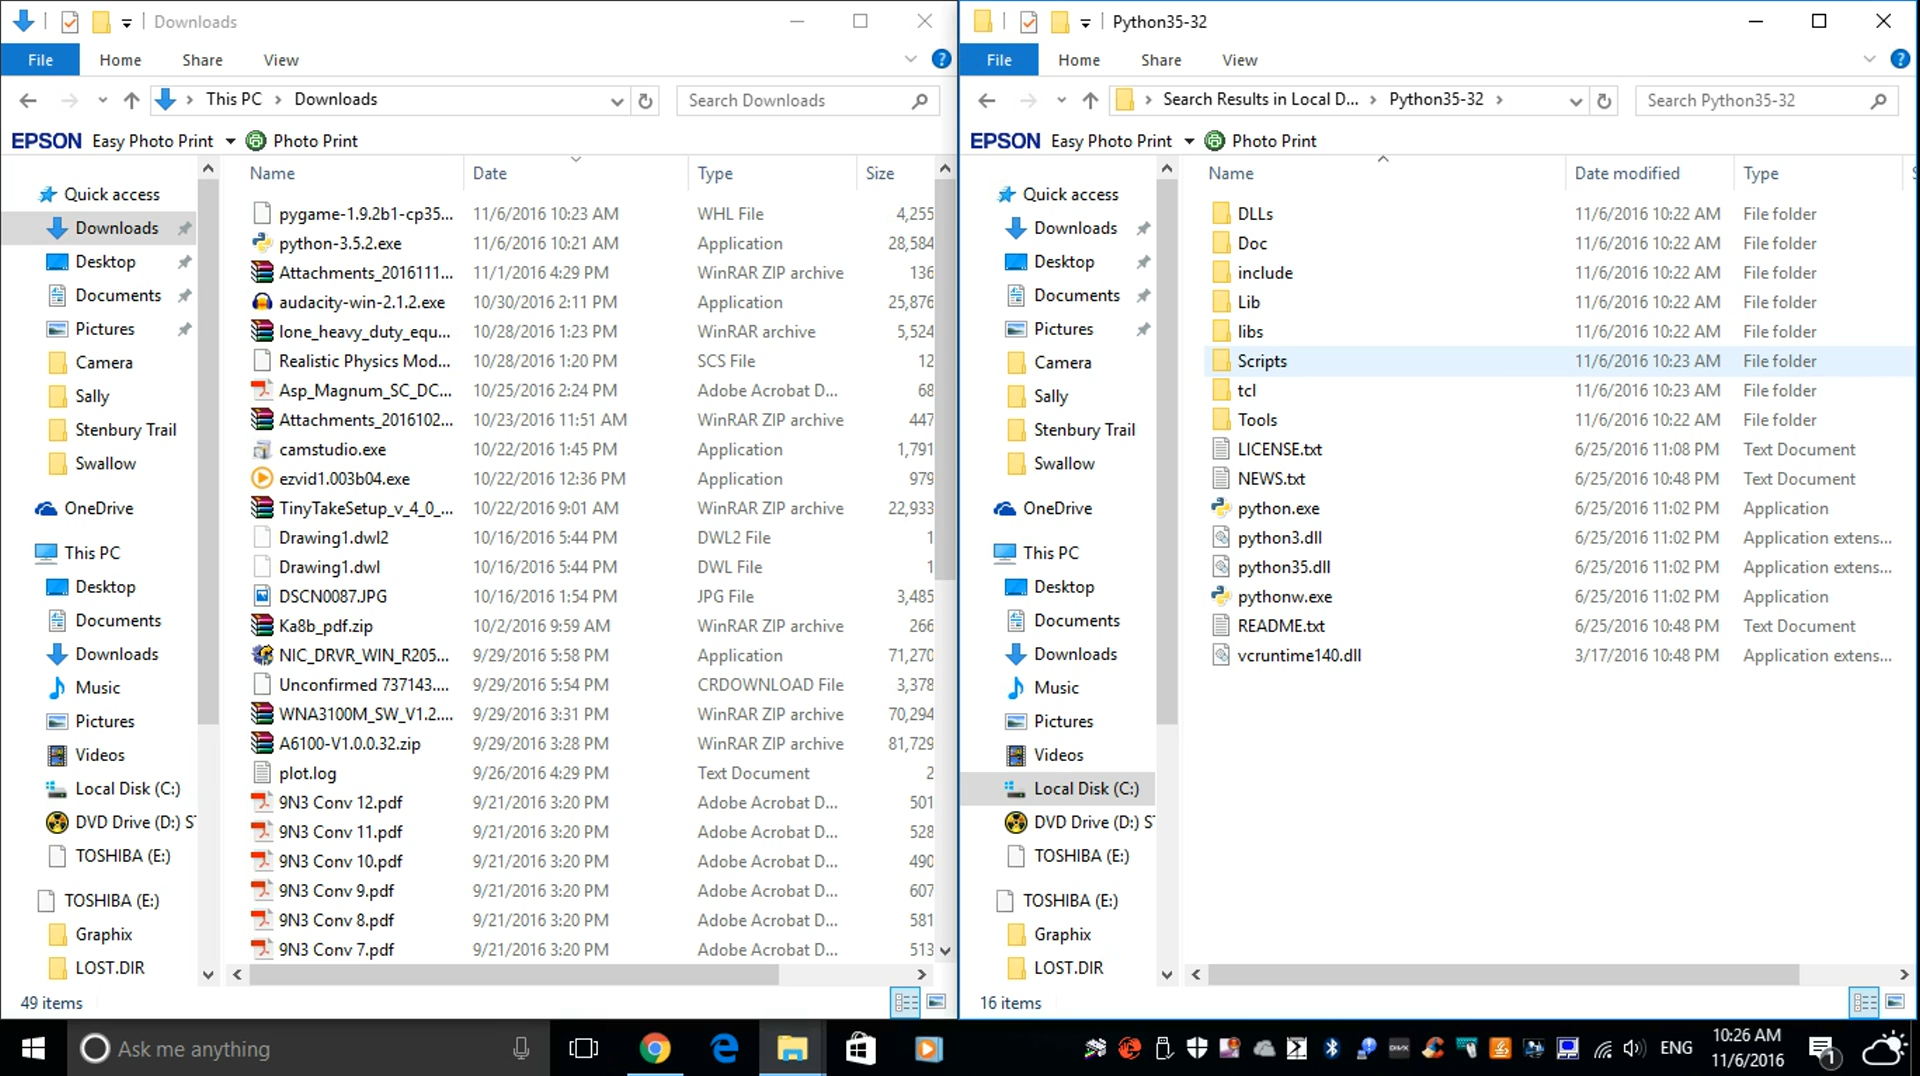 Downloads
File Home Share View
This PC Downloads
Search Downloads
EPSON Easy Photo Print Photo Print
Quick access
Downloads
Desktop
Documents
Pictures
Camera
Sally
Stenbury Trail
Swallow
OneDrive
This PC
Desktop
Documents
Downloads
Music
Pictures
Videos
Local Disk (C:)
DVD Drive (D:) S
TOSHIBA (E:)
TOSHIBA (E:)
Graphix
LOST.DIR
Name Date Type Size
pygame-1.9.2b1-cp35... 11/6/2016 10:23 AM WHL File 4,255
python-3.5.2.exe 11/6/2016 10:21 AM Application 28,584
Attachments_2016111... 11/1/2016 4:29 PM WinRAR ZIP archive 136
audacity-win-2.1.2.exe 10/30/2016 2:11 PM Application 25,876
lone_heavy_duty_equ... 10/28/2016 1:23 PM WinRAR archive 5,524
Realistic Physics Mod... 10/28/2016 1:20 PM SCS File 12
Asp_Magnum_SC_DC... 10/25/2016 2:24 PM Adobe Acrobat D... 68
Attachments_2016102... 10/23/2016 11:51 AM WinRAR ZIP archive 447
camstudio.exe 10/22/2016 1:45 PM Application 1,791
ezvid1.003b04.exe 10/22/2016 12:36 PM Application 979
TinyTakeSetup_v_4_0_... 10/22/2016 9:01 AM WinRAR ZIP archive 22,933
Drawing1.dwl2 10/16/2016 5:44 PM DWL2 File 1
Drawing1.dwl 10/16/2016 5:44 PM DWL File 1
DSCN0087.JPG 10/16/2016 1:54 PM JPG File 3,485
Ka8b_pdf.zip 10/2/2016 9:59 AM WinRAR ZIP archive 266
NIC_DRVR_WIN_R205... 9/29/2016 5:58 PM Application 71,270
Unconfirmed 737143.... 9/29/2016 5:54 PM CRDOWNLOAD File 3,378
WNA3100M_SW_V1.2.... 9/29/2016 3:31 PM WinRAR ZIP archive 70,294
A6100-V1.0.0.32.zip 9/29/2016 3:28 PM WinRAR ZIP archive 81,729
plot.log 9/26/2016 4:29 PM Text Document 2
9N3 Conv 12.pdf 9/21/2016 3:20 PM Adobe Acrobat D... 501
9N3 Conv 11.pdf 9/21/2016 3:20 PM Adobe Acrobat D... 528
9N3 Conv 10.pdf 9/21/2016 3:20 PM Adobe Acrobat D... 490
9N3 Conv 9.pdf 9/21/2016 3:20 PM Adobe Acrobat D... 607
9N3 Conv 8.pdf 9/21/2016 3:20 PM Adobe Acrobat D... 581
9N3 Conv 7.pdf 9/21/2016 3:20 PM Adobe Acrobat D... 513
49 items
Python35-32
File Home Share View
Search Results in Local D... Python35-32
Search Python35-32
EPSON Easy Photo Print Photo Print
Quick access
Downloads
Desktop
Documents
Pictures
Camera
Sally
Stenbury Trail
Swallow
OneDrive
This PC
Desktop
Documents
Downloads
Music
Pictures
Videos
Local Disk (C:)
DVD Drive (D:) S
TOSHIBA (E:)
TOSHIBA (E:)
Graphix
LOST.DIR
Name Date modified Type
DLLs 11/6/2016 10:22 AM File folder
Doc 11/6/2016 10:22 AM File folder
include 11/6/2016 10:22 AM File folder
Lib 11/6/2016 10:22 AM File folder
libs 11/6/2016 10:22 AM File folder
Scripts 11/6/2016 10:23 AM File folder
tcl 11/6/2016 10:23 AM File folder
Tools 11/6/2016 10:22 AM File folder
LICENSE.txt 6/25/2016 11:08 PM Text Document
NEWS.txt 6/25/2016 10:48 PM Text Document
python.exe 6/25/2016 11:02 PM Application
python3.dll 6/25/2016 11:02 PM Application extens...
python35.dll 6/25/2016 11:02 PM Application extens...
pythonw.exe 6/25/2016 11:02 PM Application
README.txt 6/25/2016 10:48 PM Text Document
vcruntime140.dll 3/17/2016 10:48 PM Application extens...
16 items
Ask me anything
ENG
10:26 AM
11/6/2016
1